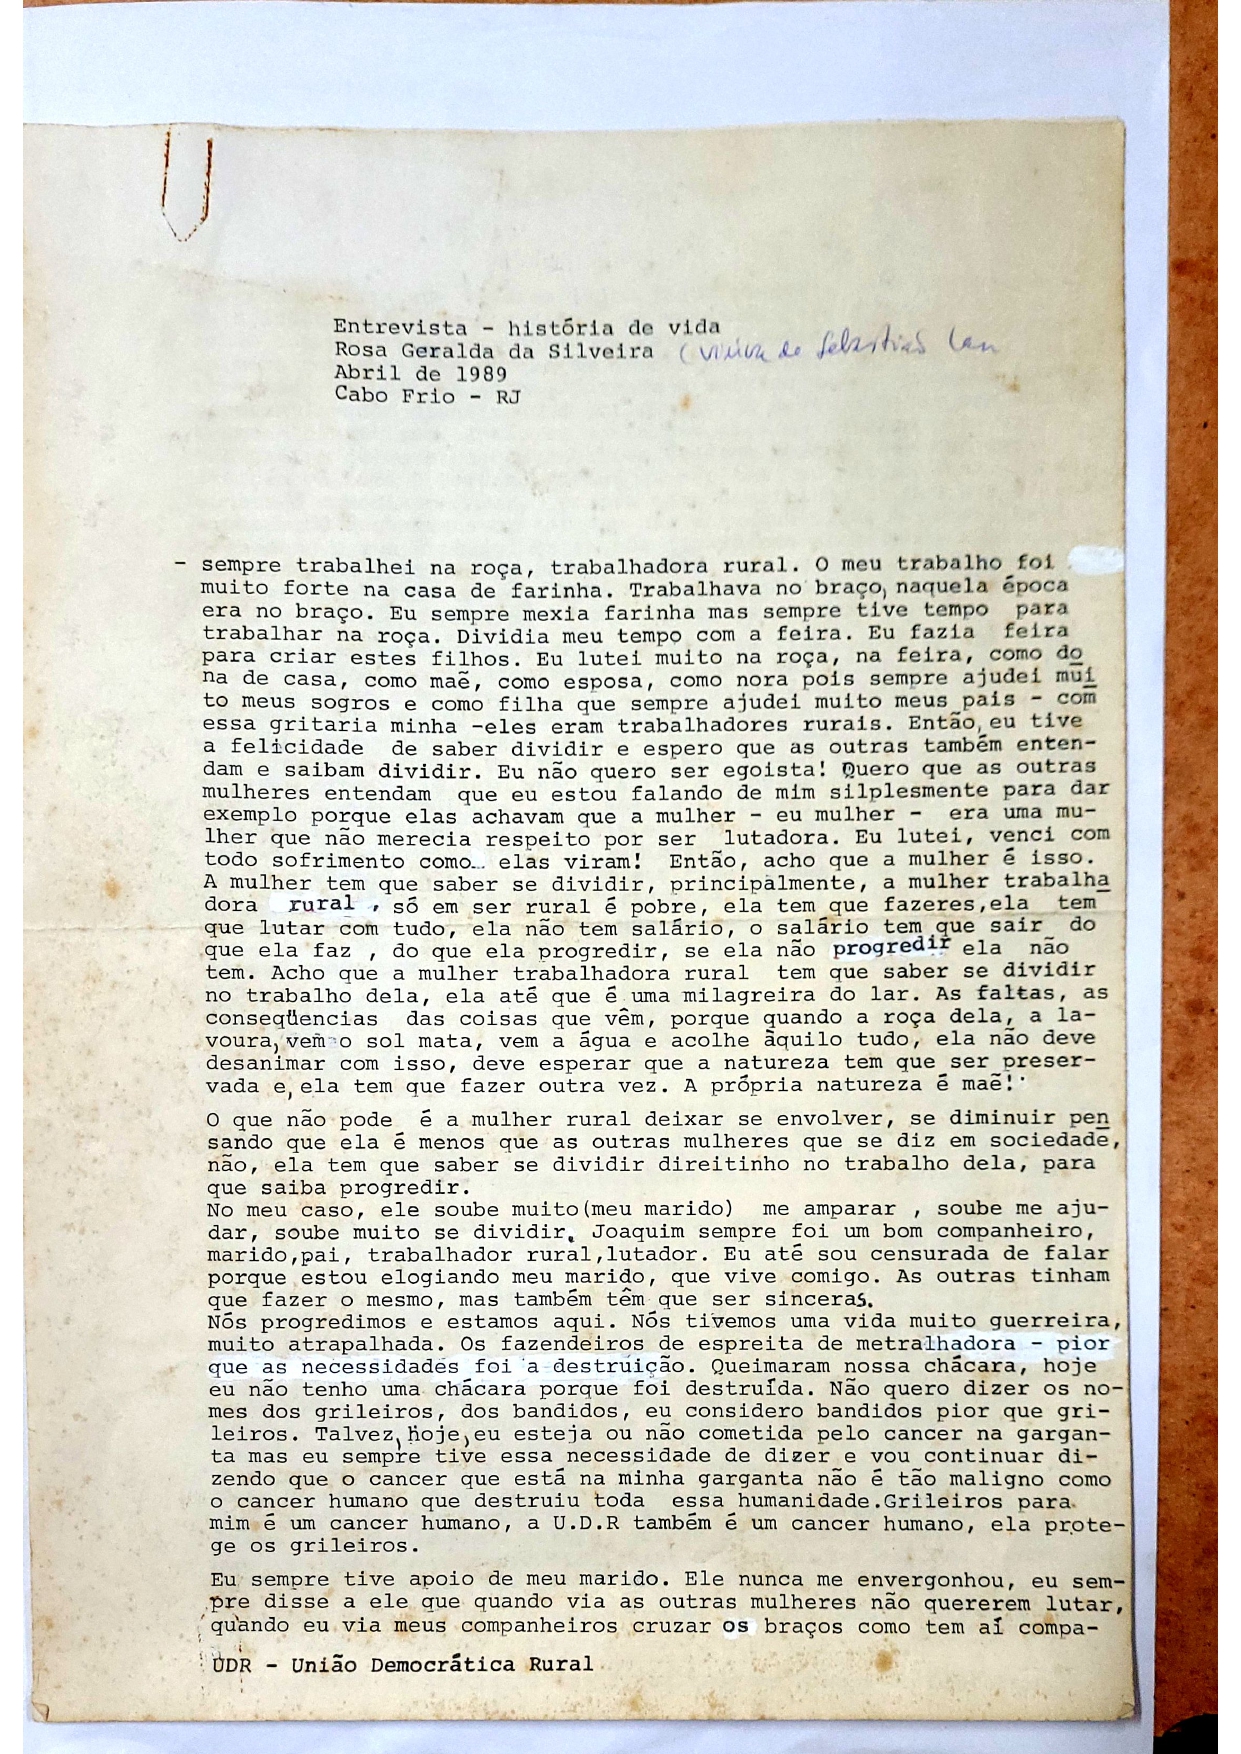 Entrevista - história de vida
Rosa Geralda da Silveira (viúva de Sebastião Lan
Abril de 1989
Cabo Frio - RJ
- sempre trabalhei na roça, trabalhadora rural. O meu trabalho foi
muito forte na casa de farinha. Trabalhava no braço, naquela época
era no braço. Eu sempre mexia farinha mas sempre tive tempo para
trabalhar na roça. Dividia meu tempo com a feira. Eu fazia feira
para criar estes filhos. Eu lutei muito na roça, na feira, como do
na de casa, como maẽ, como esposa, como nora pois sempre ajudei mui
to meus sogros e como filha que sempre ajudei muito meus pais - com
essa gritaria minha -eles eram trabalhadores rurais. Então, eu tive
a felicidade de saber dividir e espero que as outras também enten-
dam e saibam dividir. Eu não quero ser egoista! Quero que as outras
mulheres entendam que eu estou falando de mim silplesmente para dar
exemplo porque elas achavam que a mulher - eu mulher - era uma mu-
lher que não merecia respeito por ser lutadora. Eu lutei, venci com
todo sofrimento como... elas viram! Então, acho que a mulher é isso.
A mulher tem que saber se dividir, principalmente, a mulher trabalha
dora rural, só em ser rural é pobre, ela tem que fazeres,ela tem
que lutar com tudo, ela não tem salário, o salário tem que sair do
que ela faz , do que ela progredir, se ela não progredir ela não
tem. Acho que a mulher trabalhadora rural tem que saber se dividir
no trabalho dela, ela até que é uma milagreira do lar. As faltas, as
conseqüencias das coisas que vêm, porque quando a roça dela, a la-
voura, vem o sol mata, vem a água e acolhe àquilo tudo, ela não deve
desanimar com isso, deve esperar que a natureza tem que ser preser-
vada e, ela tem que fazer outra vez. A própria natureza é maẽ!
O que não pode é a mulher rural deixar se envolver, se diminuir pen
sando que ela é menos que as outras mulheres que se diz em sociedade,
não, ela tem que saber se dividir direitinho no trabalho dela, para
que saiba progredir.
No meu caso, ele soube muito(meu marido) me amparar , soube me aju-
dar, soube muito se dividir. Joaquim sempre foi um bom companheiro,
marido,pai, trabalhador rural,lutador. Eu até sou censurada de falar
porque estou elogiando meu marido, que vive comigo. As outras tinham
que fazer o mesmo, mas também têm que ser sinceras.
Nós progredimos e estamos aqui. Nós tivemos uma vida muito guerreira,
muito atrapalhada. Os fazendeiros de espreita de metralhadora - pior
que as necessidades foi a destruição. Queimaram nossa chácara, hoje
eu não tenho uma chácara porque foi destruída. Não quero dizer os no-
mes dos grileiros, dos bandidos, eu considero bandidos pior que gri-
leiros. Talvez, hoje, eu esteja ou não cometida pelo cancer na gargan-
ta mas eu sempre tive essa necessidade de dizer e vou continuar di-
zendo que o cancer que está na minha garganta não é tão maligno como
o cancer humano que destruiu toda essa humanidade.Grileiros para
mim é um cancer humano, a U.D.R também é um cancer humano, ela prote-
ge os grileiros.
Eu sempre tive apoio de meu marido. Ele nunca me envergonhou, eu sem-
pre disse a ele que quando via as outras mulheres não quererem lutar,
quando eu via meus companheiros cruzar os braços como tem aí compa-
UDR - União Democrática Rural